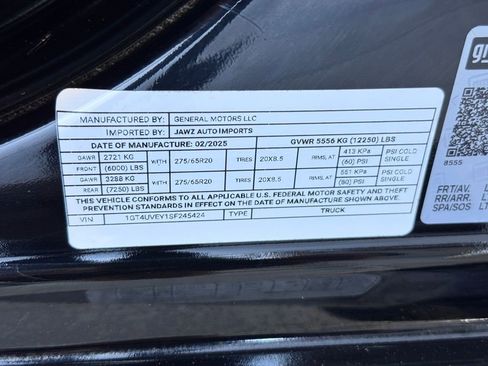 MANUFACTURED BY: GENERAL MOTORS LLC
IMPORTED BY: JAWZ AUTO IMPORTS
DATE OF MANUFACTURE: 02/2025 GVWR 5556 KG (12250) LBS
GAWR 2721 KG WITH 275/65R20 TIRES 20X8.5 RIMS, AT 413 KPa PSI COLD
FRONT (6000) LBS (60) PSI SINGLE
GAWR 3288 KG WITH 275/65R20 TIRES 20X8.5 RIMS, AT 551 KPa PSI COLD
REAR (7250) LBS (80) PSI SINGLE
THIS VEHICLE CONFORMS TO ALL APPLICABLE U.S. FEDERAL MOTOR SAFETY AND THEFT
PREVENTION STANDARDS IN EFFECT ON THE DATE OF MANUFACTURE SHOWN ABOVE.
VIN 1GT4UVEY1SF245424 TYPE TRUCK
gm
8555
FRT/AV.
RR/ARR.
SPA/SOS